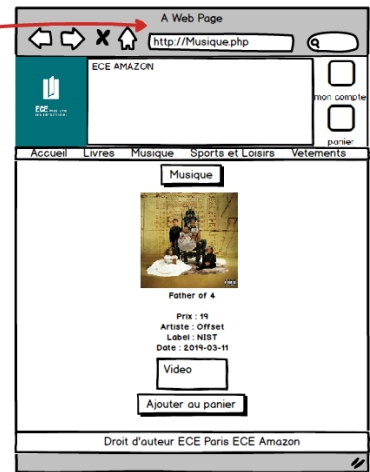 A Web Page
http://Musique.php
ECE AMAZON
ECE
mon compte
panier
Accueil Livres Musique Sports et Loisirs Vetements
Musique
Father of 4
Prix : 19
Artiste : Offset
Label : NIST
Date : 2019-03-11
Video
Ajouter au panier
Droit d'auteur ECE Paris ECE Amazon